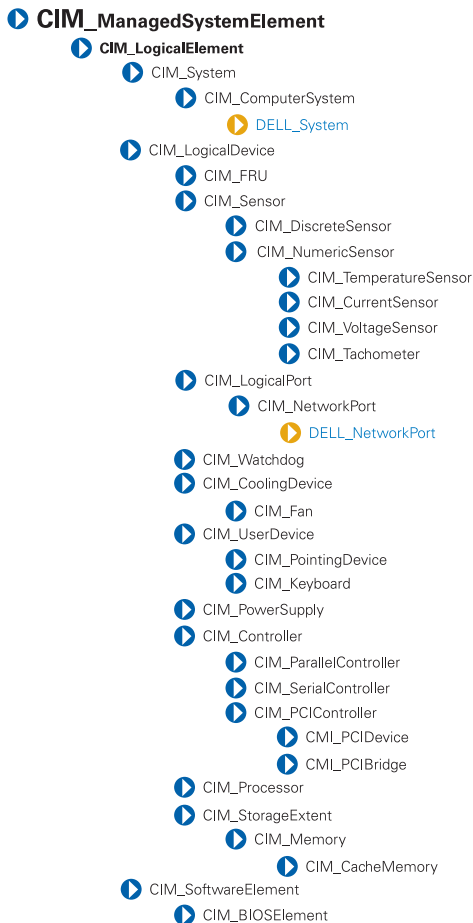 CIM_ManagedSystemElement
CIM_LogicalElement
CIM_System
CIM_ComputerSystem
DELL_System
CIM_LogicalDevice
CIM_FRU
CIM_Sensor
CIM_DiscreteSensor
CIM_NumericSensor
CIM_TemperatureSensor
CIM_CurrentSensor
CIM_VoltageSensor
CIM_Tachometer
CIM_LogicalPort
CIM_NetworkPort
DELL_NetworkPort
CIM_Watchdog
CIM_CoolingDevice
CIM_Fan
CIM_UserDevice
CIM_PointingDevice
CIM_Keyboard
CIM_PowerSupply
CIM_Controller
CIM_ParallelController
CIM_SerialController
CIM_PCIController
CMI_PCIDevice
CMI_PCIBridge
CIM_Processor
CIM_StorageExtent
CIM_Memory
CIM_CacheMemory
CIM_SoftwareElement
CIM_BIOSElement